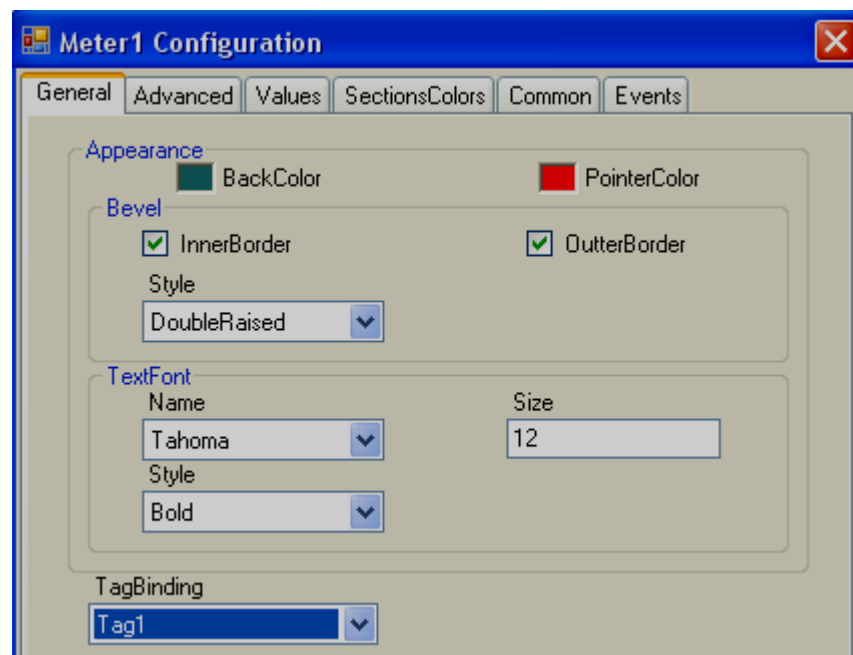 Meter1 Configuration
General Advanced Values SectionsColors Common Events
Appearance
BackColor PointerColor
Bevel
InnerBorder OutterBorder
Style
DoubleRaised
TextFont
Name Size
Tahoma 12
Style
Bold
TagBinding
Tag1